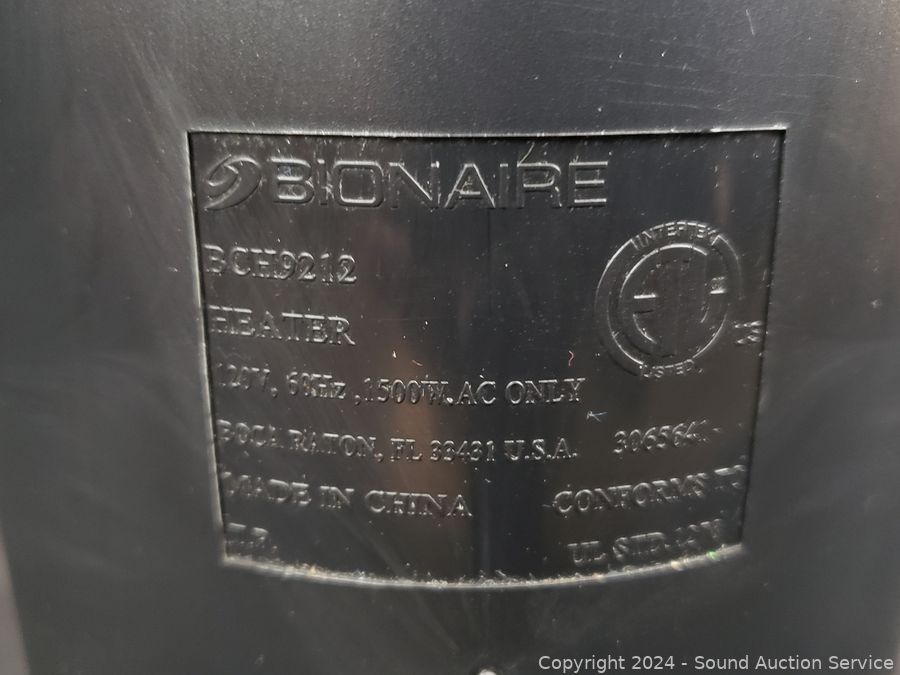 BIONAIRE
BCH9212
HEATER
INTERTEK
LISTED
120V, 60Hz ,1500W.AC ONLY
BOCA RATON, FL 33431 U.S.A.
MADE IN CHINA
CONFORMS TO
UL STD
Copyright 2024 - Sound Auction Service